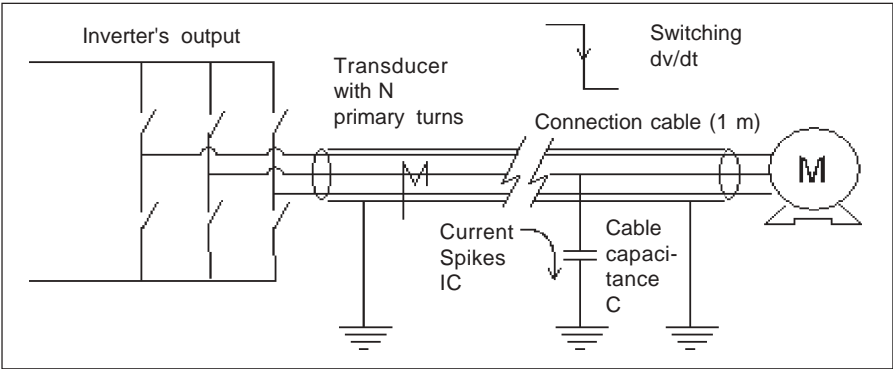 Inverter's output
Switching
dv/dt
Transducer
with N
primary turns
Connection cable (1 m)
M
Current
Spikes
IC
Cable
capaci-
tance
C